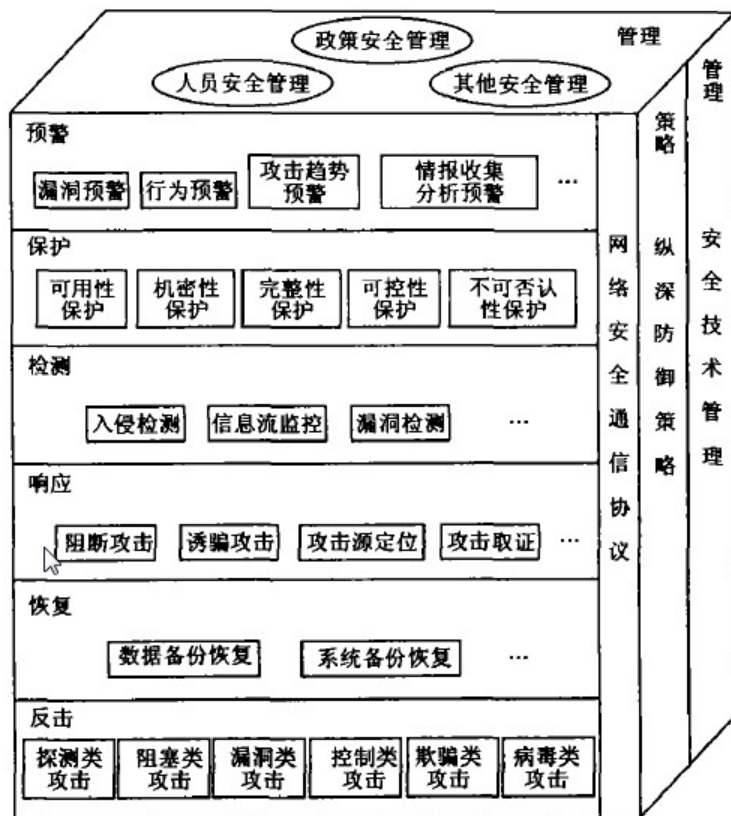 政策安全管理
管理
人员安全管理
其他安全管理
管理
安全技术管理
策略
纵深防御策略
网络安全通信协议
预警
漏洞预警
行为预警
攻击趋势
预警
情报收集
分析预警
…
保护
可用性
保护
机密性
保护
完整性
保护
可控性
保护
不可否认
性保护
检测
入侵检测
信息流监控
漏洞检测
…
响应
阻断攻击
诱骗攻击
攻击源定位
攻击取证
…
恢复
数据备份恢复
系统备份恢复
…
反击
探测类
攻击
阻塞类
攻击
漏洞类
攻击
控制类
攻击
欺骗类
攻击
病毒类
攻击